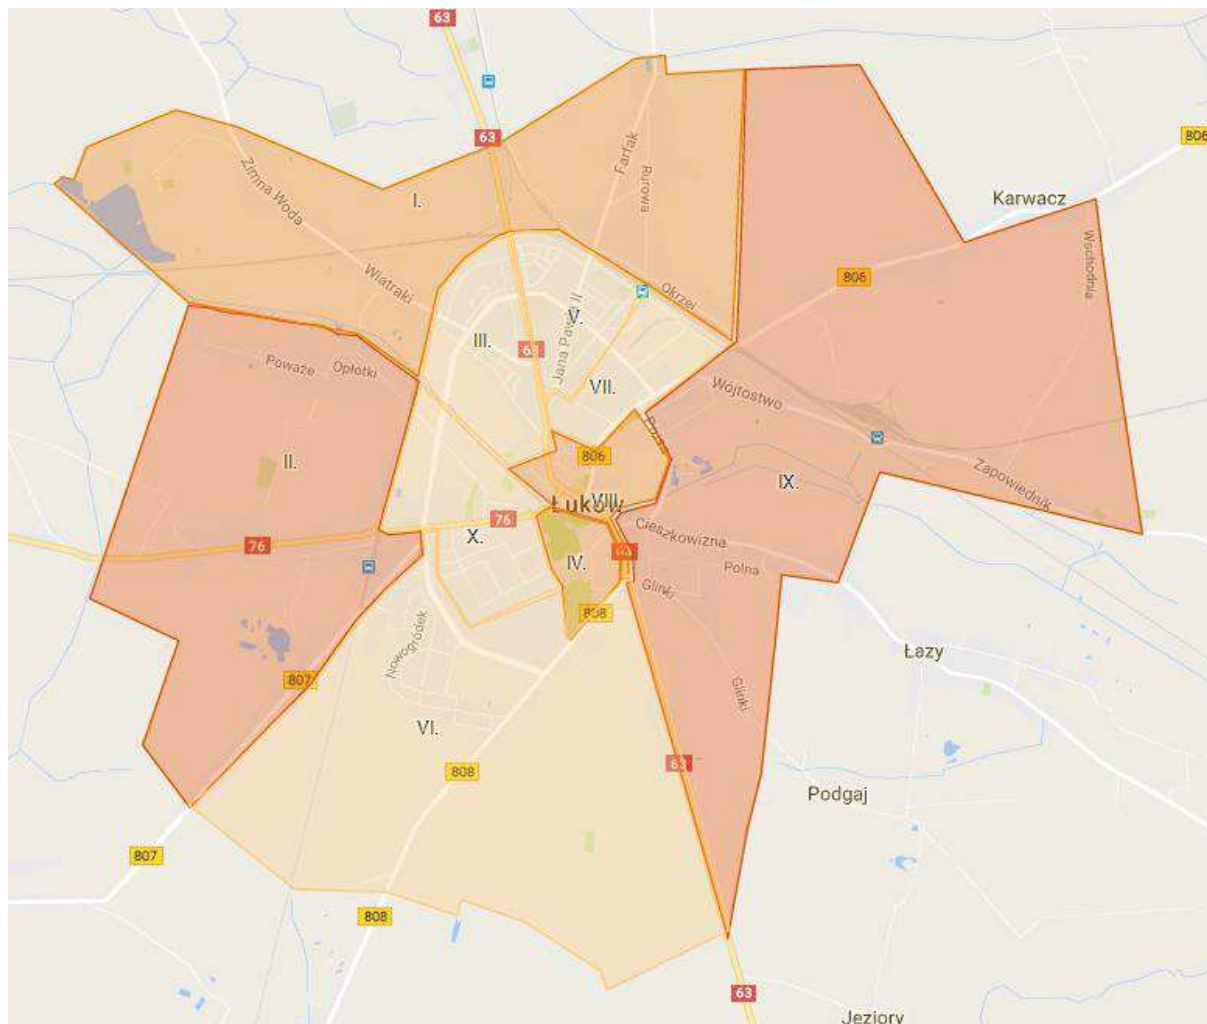 63
63
806
Zimna Woda
I.
Farfak
Rurowa
Karwacz
Wschodnia
Wiatraki
806
Okrzei
Jana Pawła II
V.
III.
63
Poważe
Opłotki
VII.
Wójtostwo
II.
806
Zapowiednik
IX.
VIII.
Łuków
76
76
X.
Cieszkowizna
63
IV.
Polna
Glinki
808
Nowogródek
Łazy
807
Glinki
VI.
63
808
Podgaj
807
808
63
Jeziory